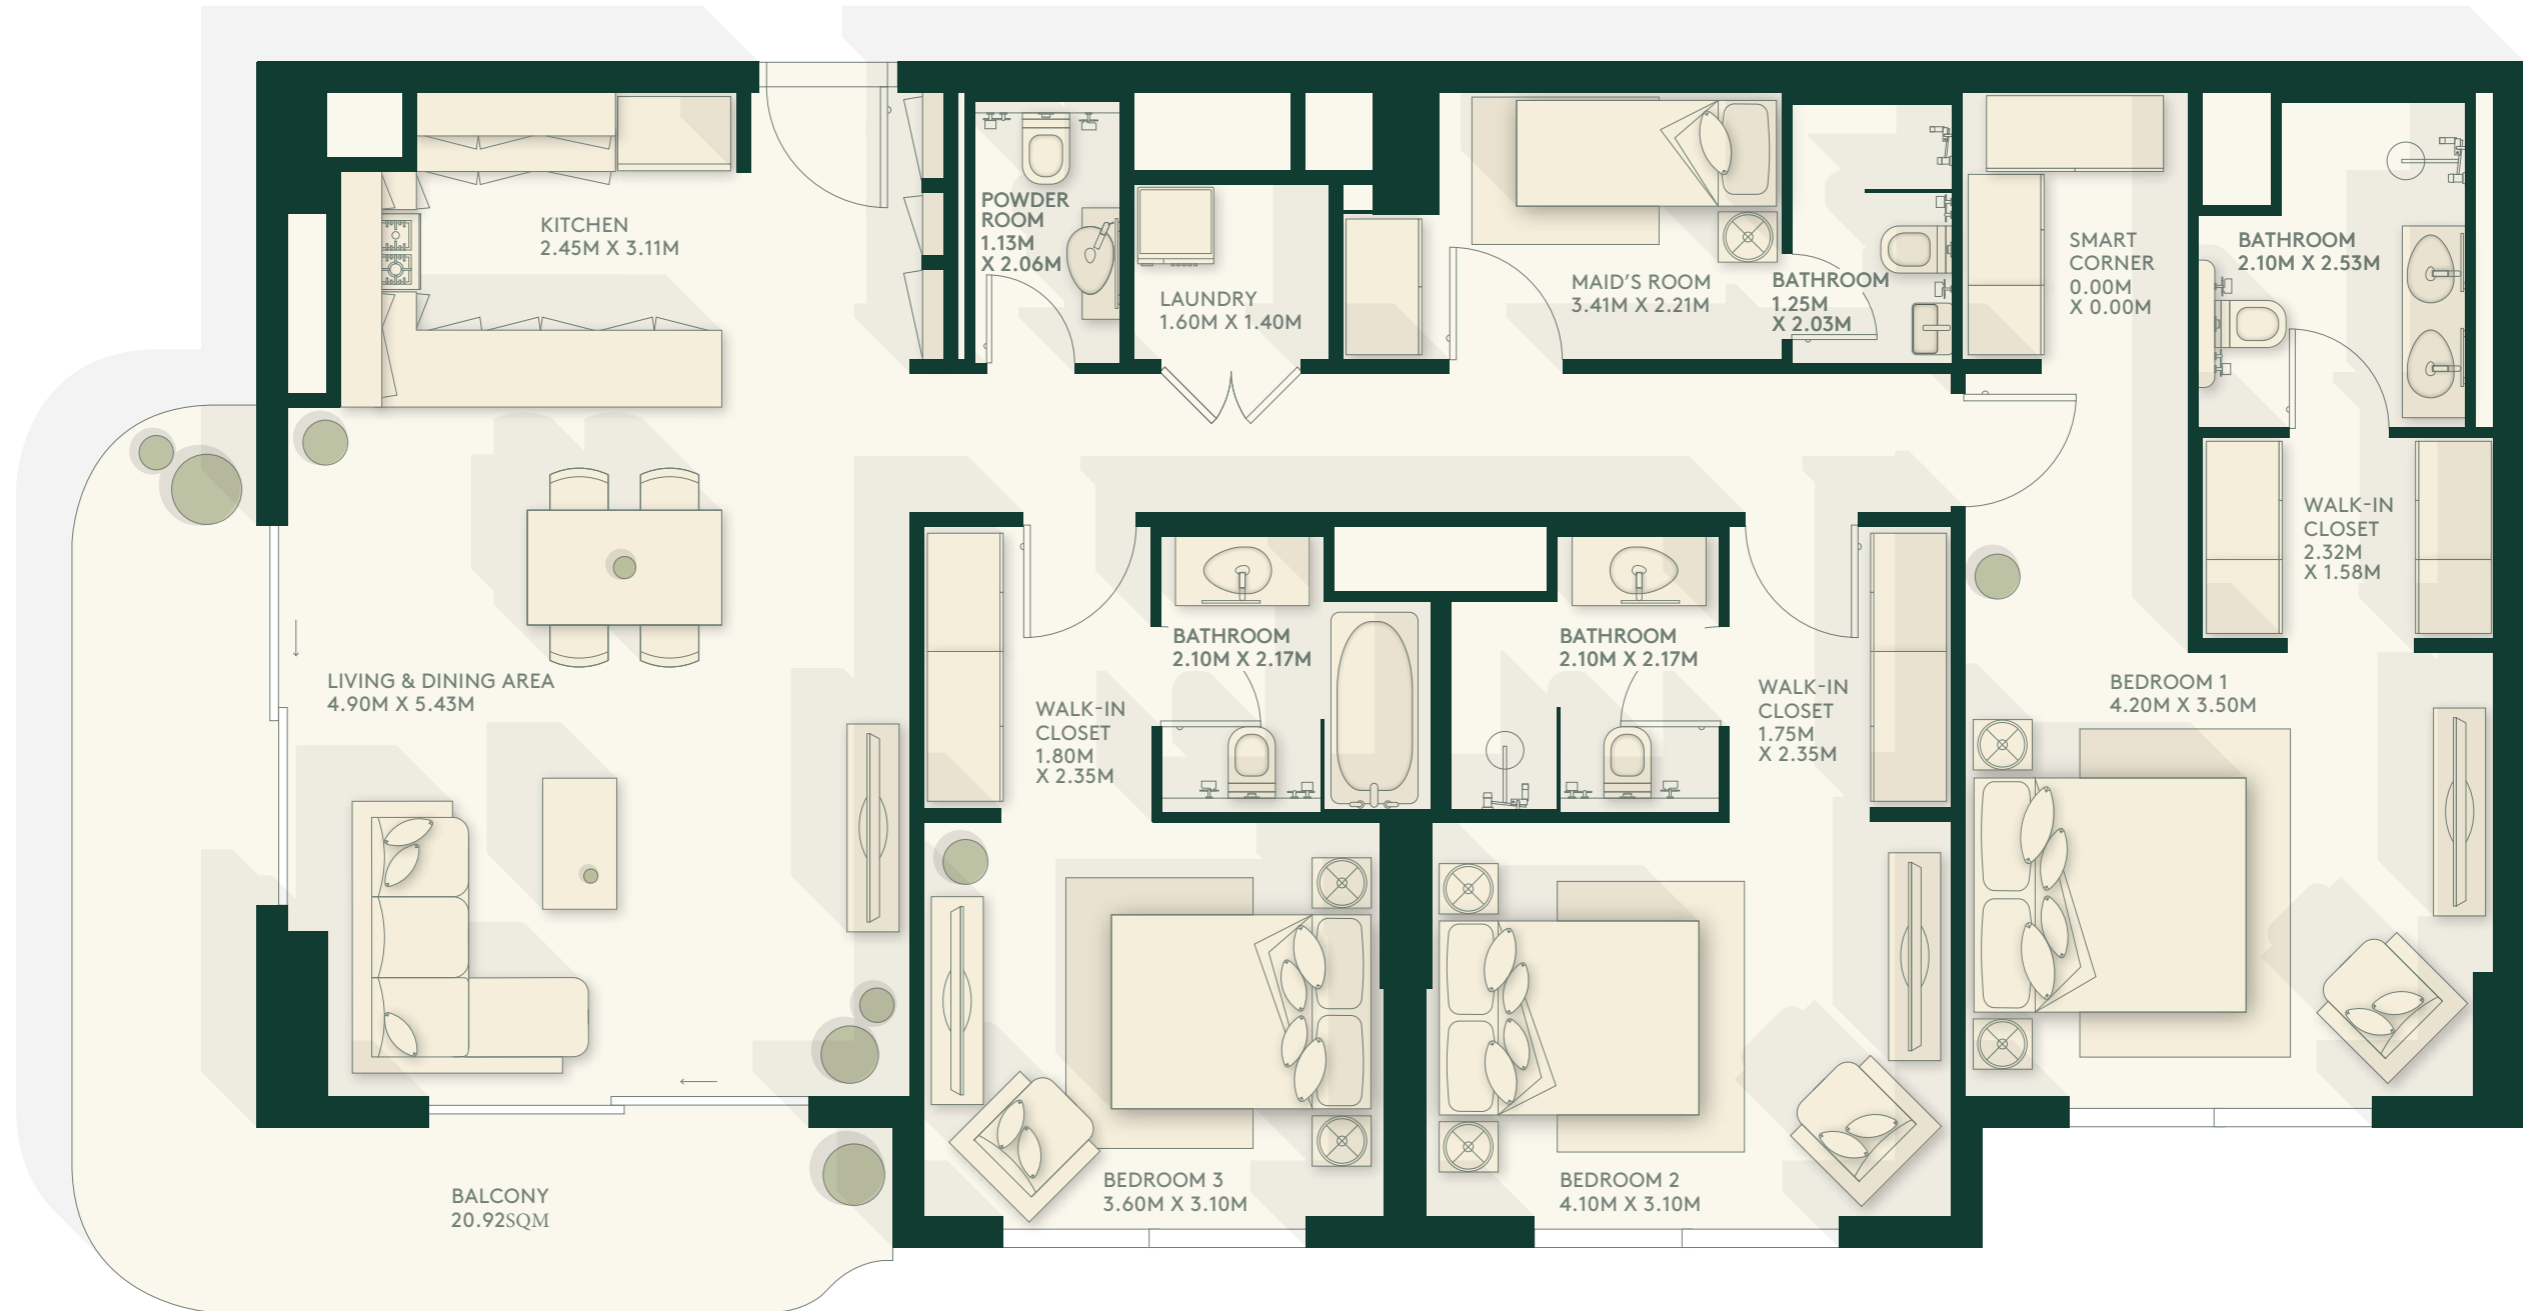 KITCHEN
2.45M X 3.11M
POWDER
ROOM
1.13M
X 2.06M
LAUNDRY
1.60M X 1.40M
MAID'S ROOM
3.41M X 2.21M
BATHROOM
1.25M
X 2.03M
SMART
CORNER
0.00M
X 0.00M
BATHROOM
2.10M X 2.53M
WALK-IN
CLOSET
2.32M
X 1.58M
LIVING & DINING AREA
4.90M X 5.43M
WALK-IN
CLOSET
1.80M
X 2.35M
BATHROOM
2.10M X 2.17M
BATHROOM
2.10M X 2.17M
WALK-IN
CLOSET
1.75M
X 2.35M
BEDROOM 1
4.20M X 3.50M
BALCONY
20.92SQM
BEDROOM 3
3.60M X 3.10M
BEDROOM 2
4.10M X 3.10M